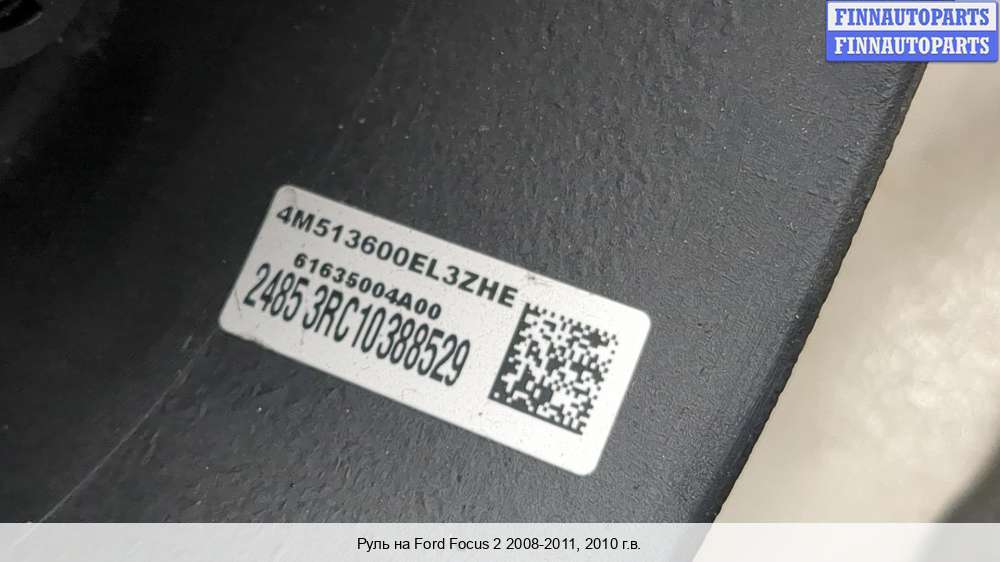 FINNAUTOPARTS
FINNAUTOPARTS
4M513600EL3ZHE
61635004A00
2485 3RC10388529
Руль на Ford Focus 2 2008-2011, 2010 г.в.